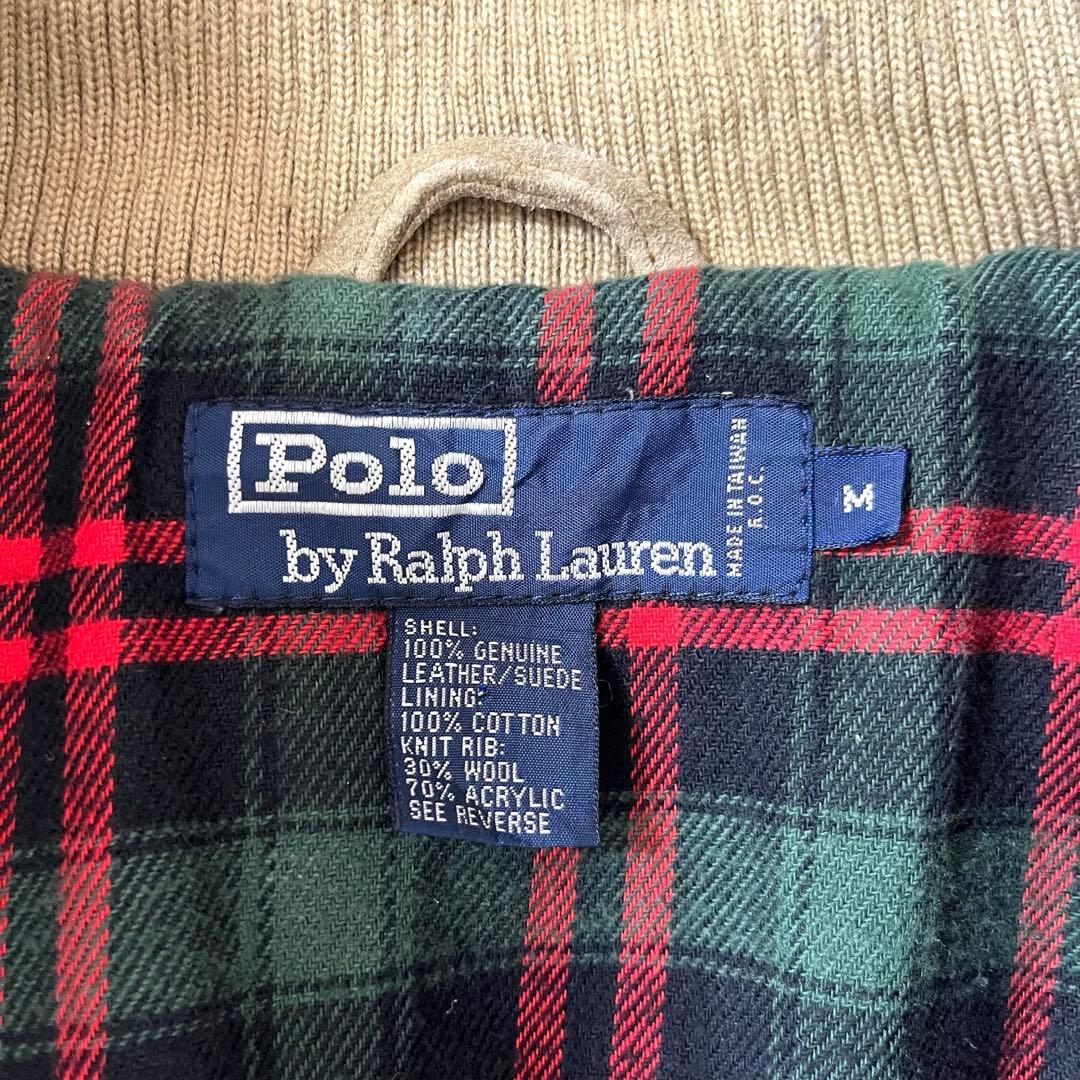 Polo
by Ralph Lauren
MADE IN TAIWAN
R.O.C.
M
SHELL:
100% GENUINE
LEATHER/SUEDE
LINING:
100% COTTON
KNIT RIB:
30% WOOL
70% ACRYLIC
SEE REVERSE